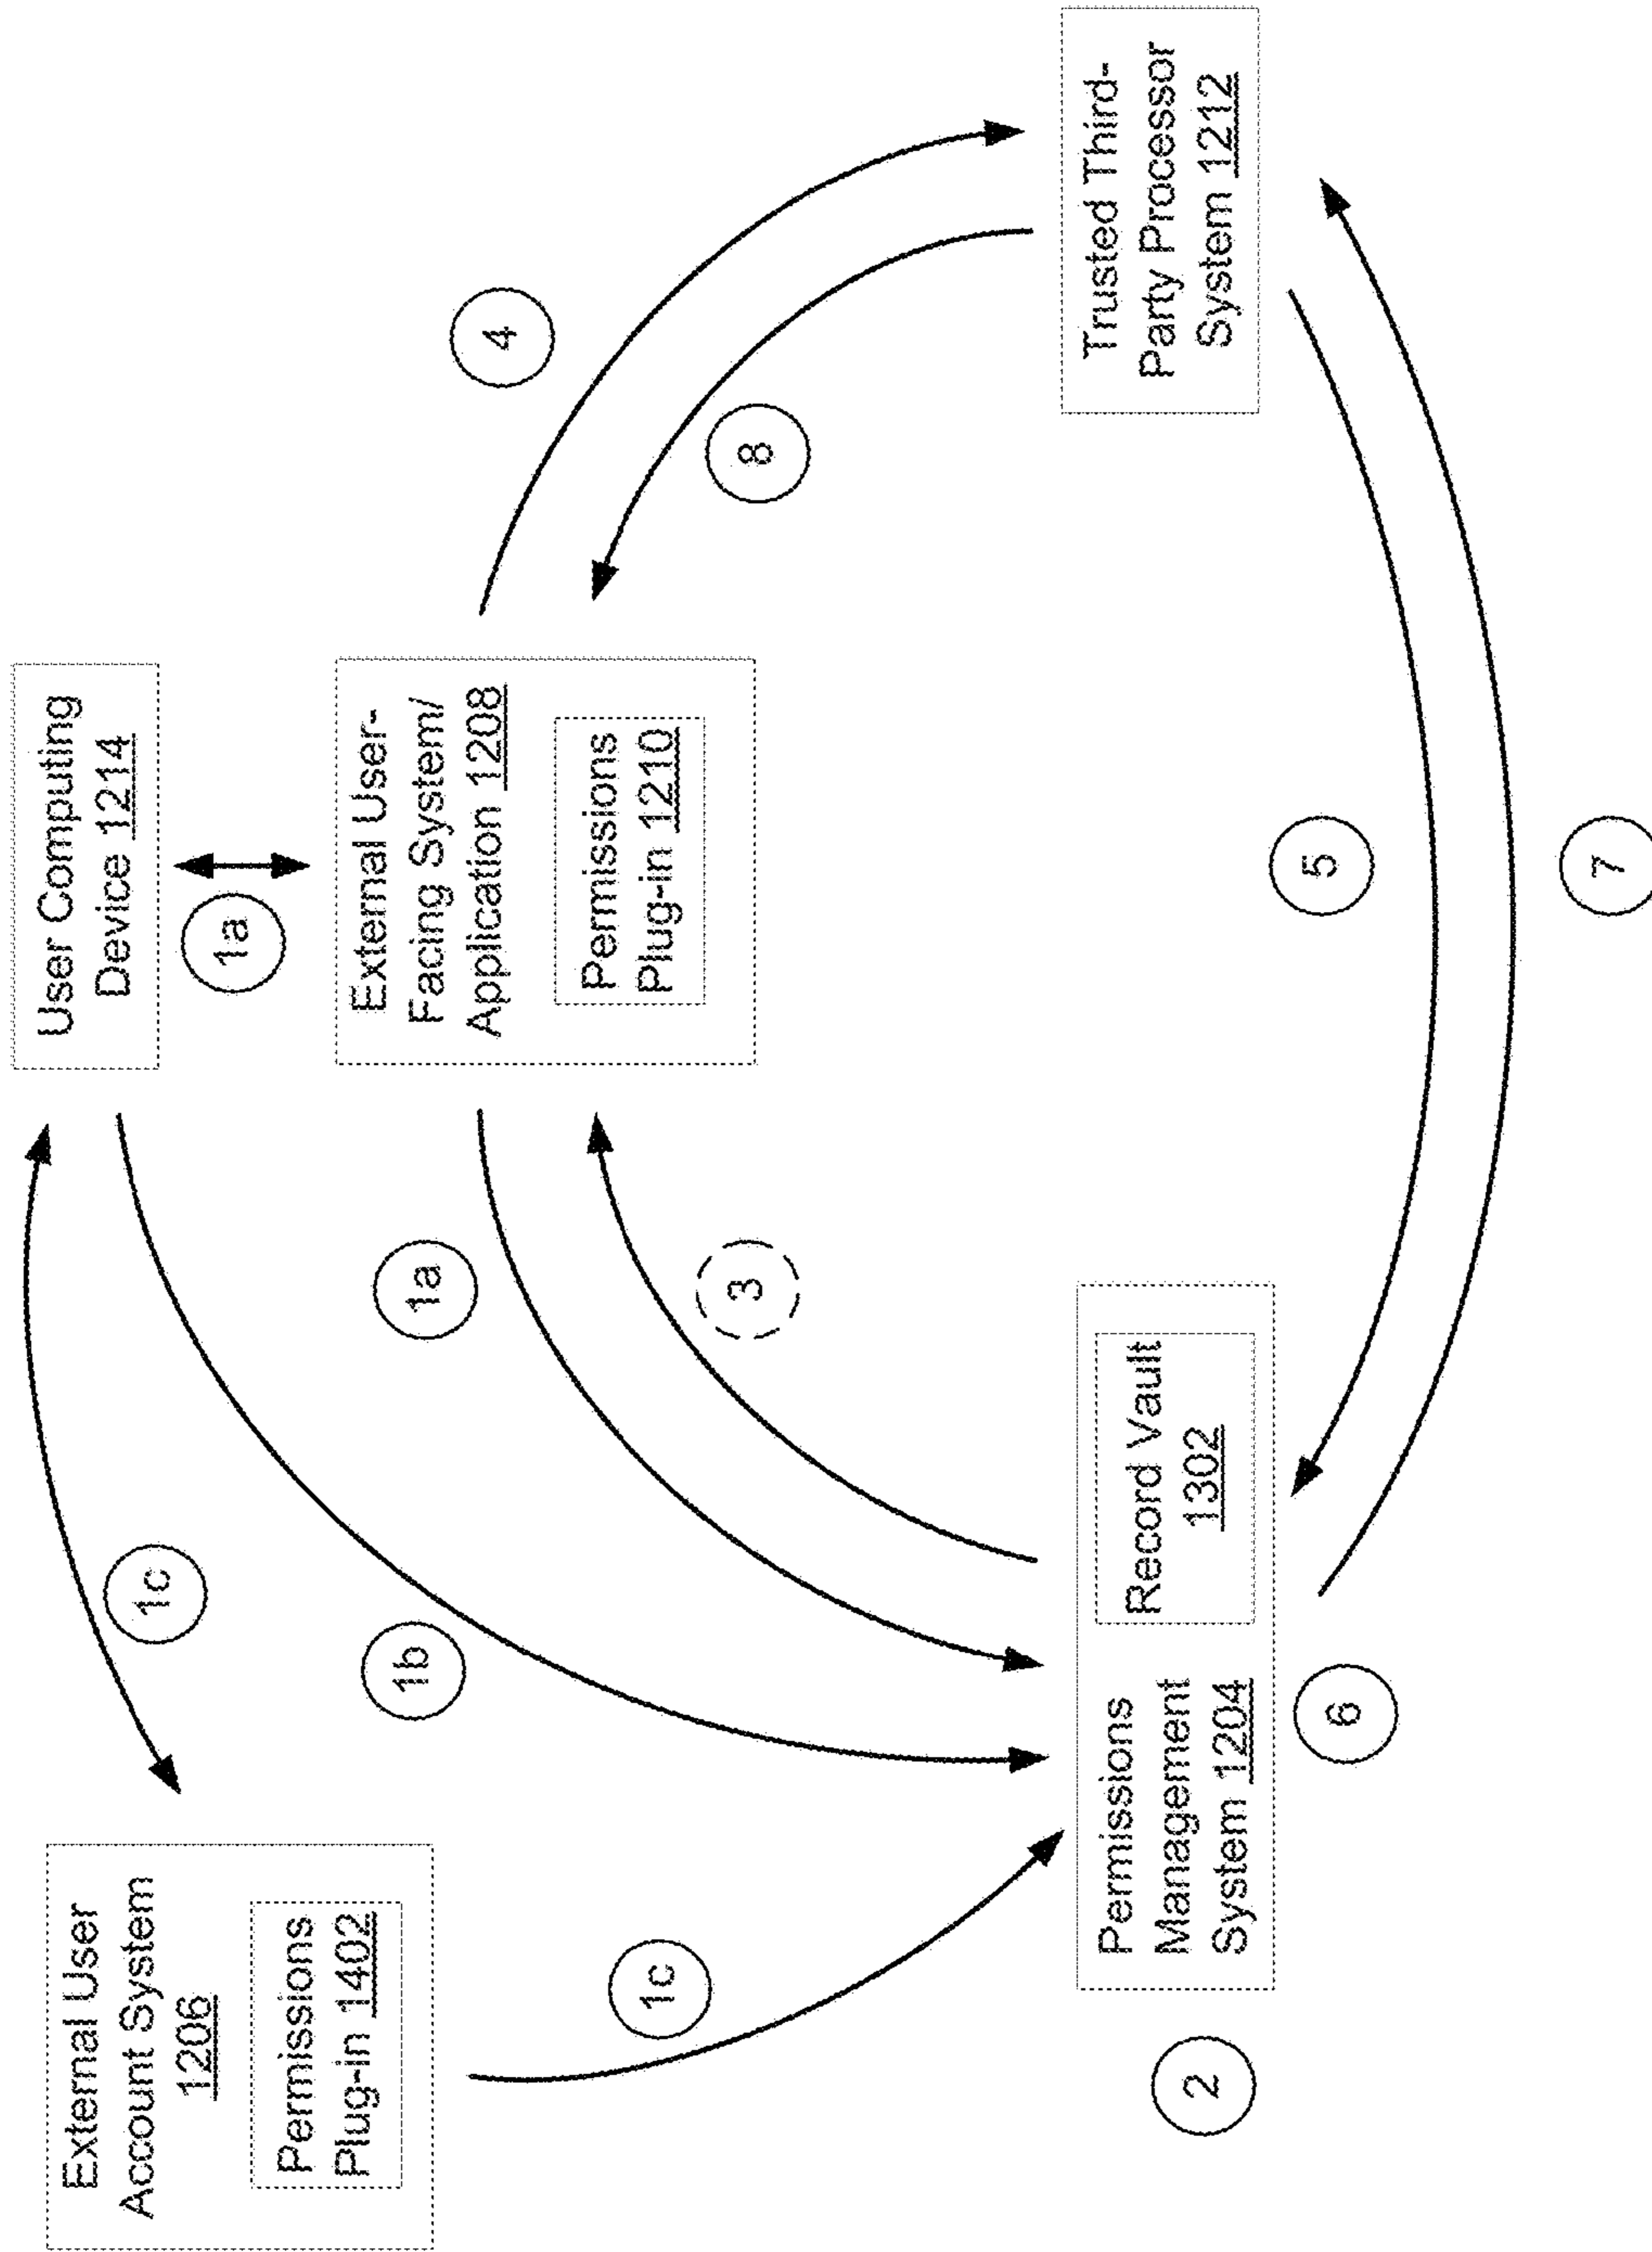 User Computing
Device 1214
1a
1c
External User
Account System
1206
Permissions
Plug-in 1402
External User-
Facing System/
Application 1208
Permissions
Plug-in 1210
1b
1a
4
3
8
1c
Permissions
Management
System 1204
Record Vault
1302
Trusted Third-
Party Processor
System 1212
2
6
5
7